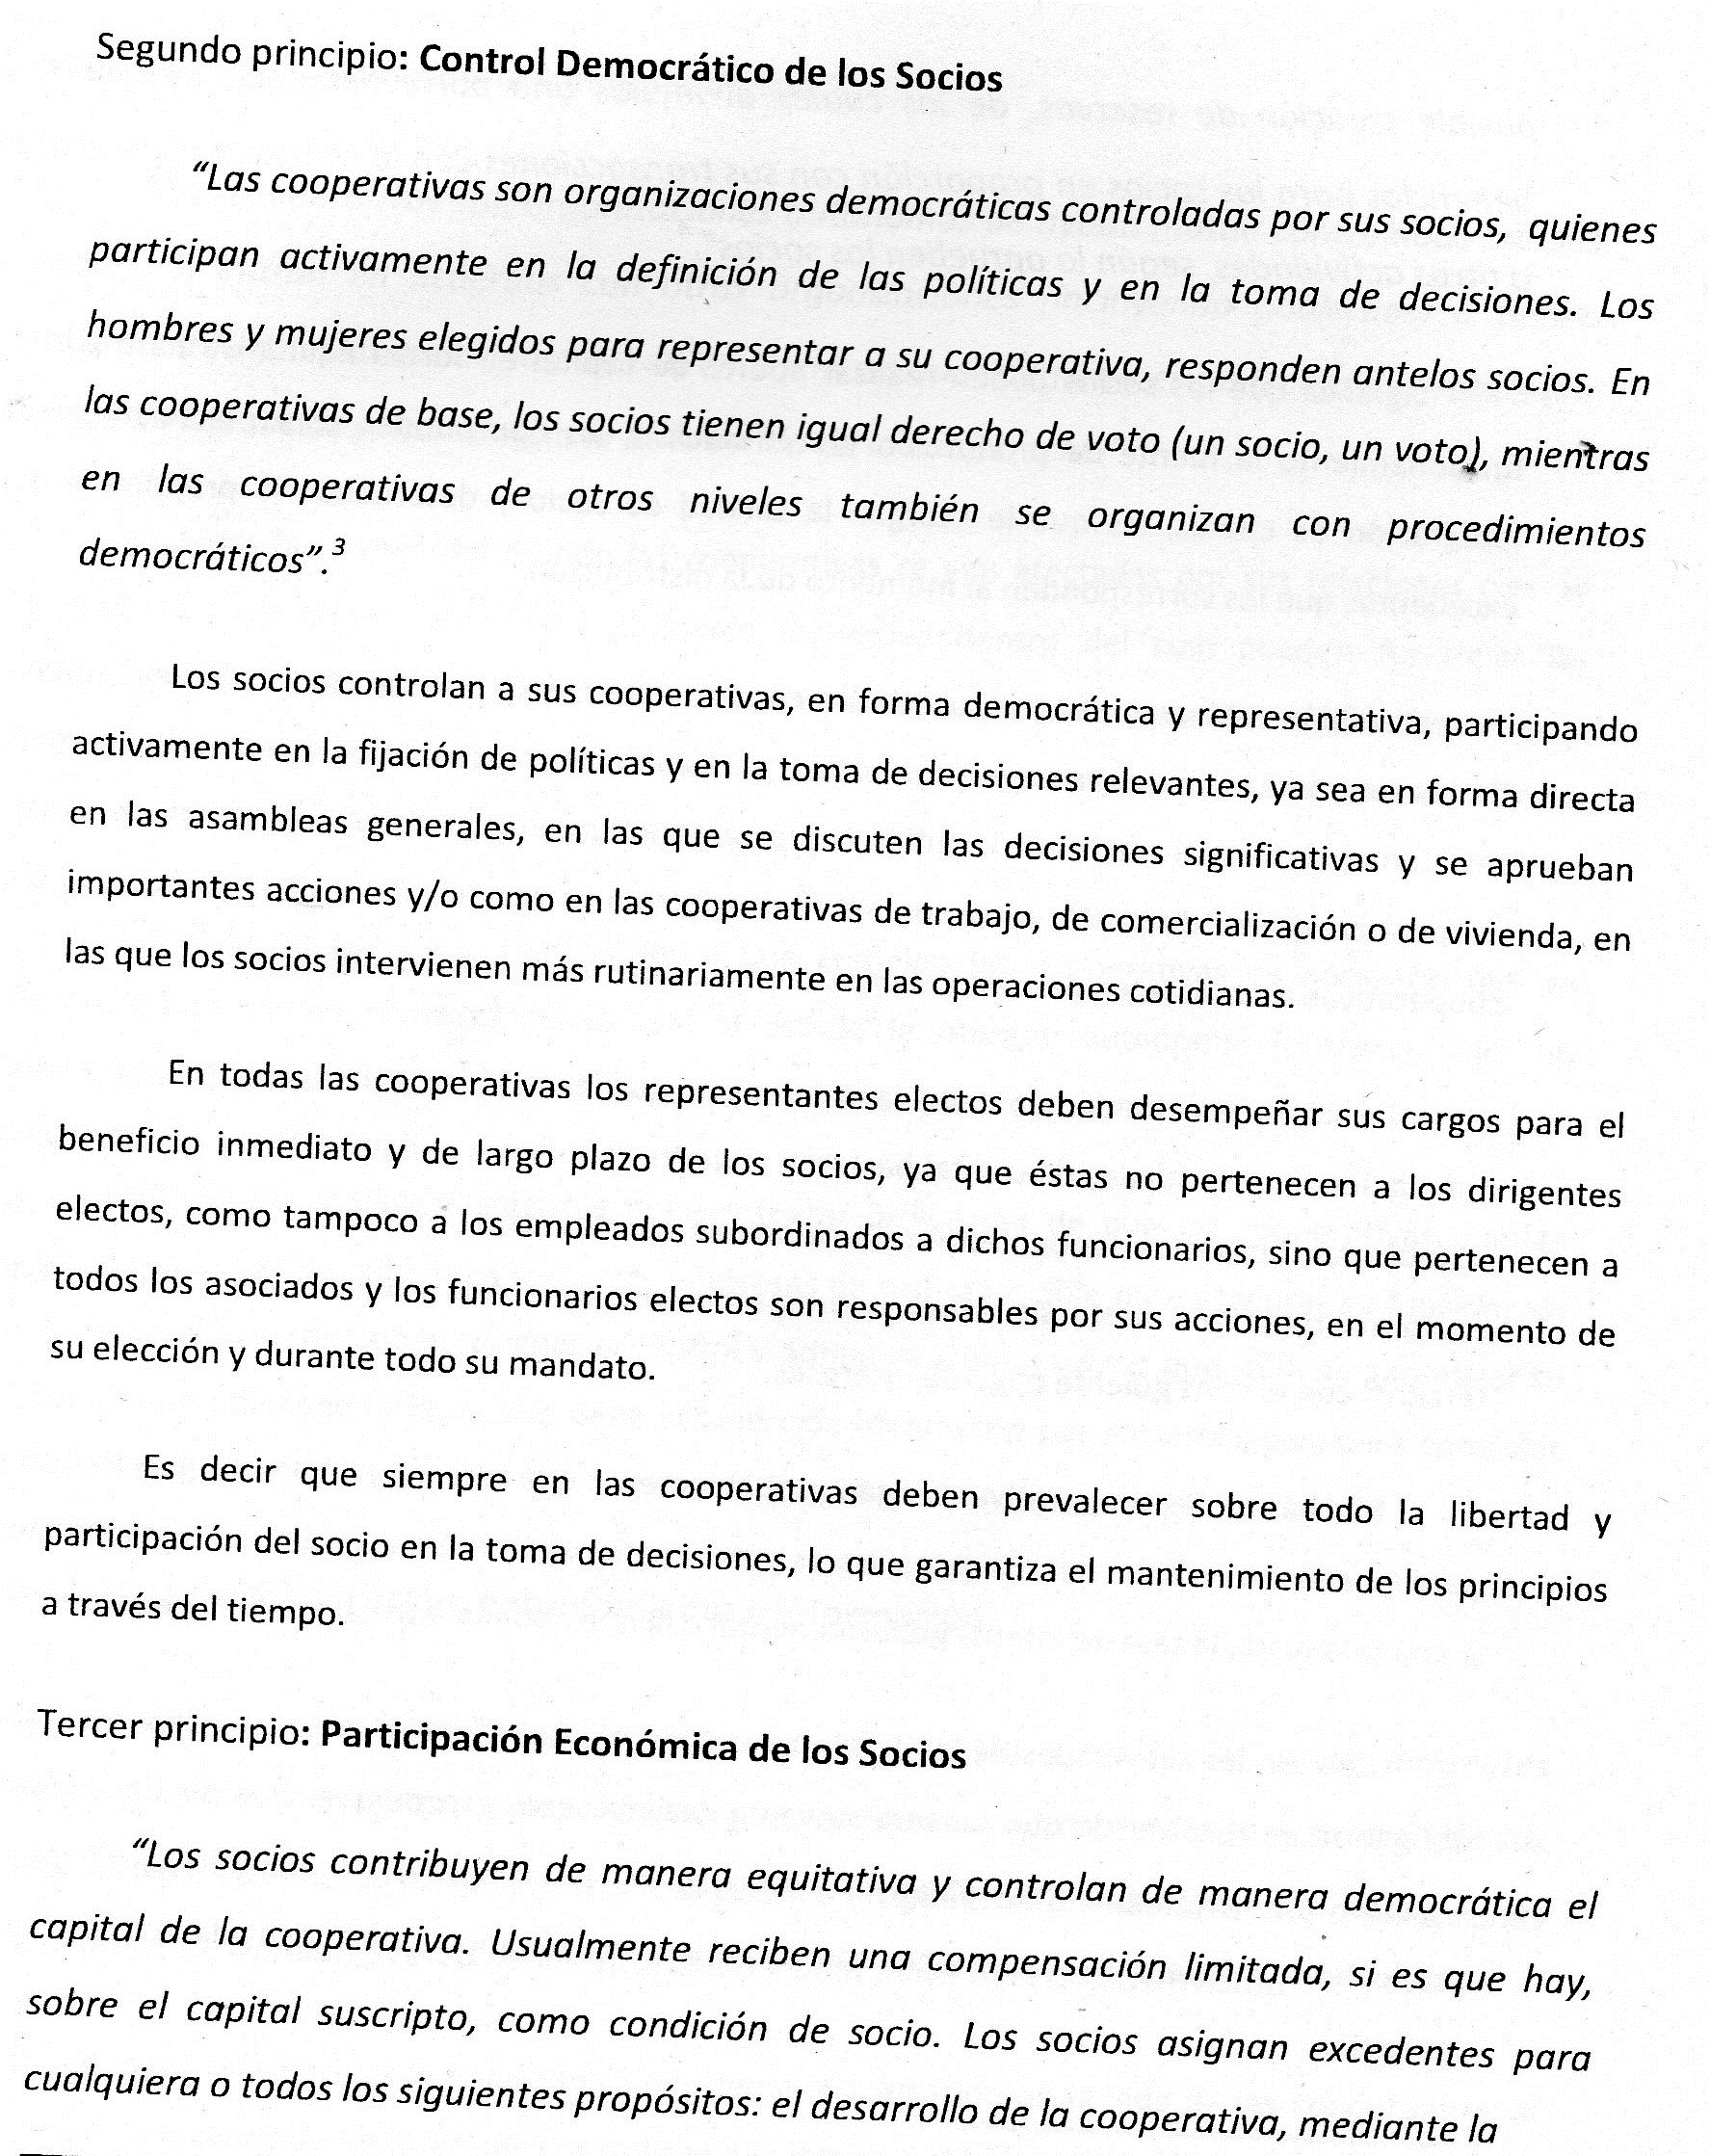 Segundo principio: Control Democrático de los Socios
“Las cooperativas son organizaciones democráticas controladas por sus socios, quienes
participan activamente en la definición de las políticas y en la toma de decisiones. Los
hombres y mujeres elegidos para representar a su cooperativa, responden antelos socios. En
las cooperativas de base, los socios tienen igual derecho de voto (un socio, un voto), mientras
en las cooperativas de otros niveles también se organizan con procedimientos
democráticos”.³
Los socios controlan a sus cooperativas, en forma democrática y representativa, participando
activamente en la fijación de políticas y en la toma de decisiones relevantes, ya sea en forma directa
en las asambleas generales, en las que se discuten las decisiones significativas y se aprueban
importantes acciones y/o como en las cooperativas de trabajo, de comercialización o de vivienda, en
las que los socios intervienen más rutinariamente en las operaciones cotidianas.
En todas las cooperativas los representantes electos deben desempeñar sus cargos para el
beneficio inmediato y de largo plazo de los socios, ya que éstas no pertenecen a los dirigentes
electos, como tampoco a los empleados subordinados a dichos funcionarios, sino que pertenecen a
todos los asociados y los funcionarios electos son responsables por sus acciones, en el momento de
su elección y durante todo su mandato.
Es decir que siempre en las cooperativas deben prevalecer sobre todo la libertad y
participación del socio en la toma de decisiones, lo que garantiza el mantenimiento de los principios
a través del tiempo.
Tercer principio: Participación Económica de los Socios
“Los socios contribuyen de manera equitativa y controlan de manera democrática el
capital de la cooperativa. Usualmente reciben una compensación limitada, si es que hay,
sobre el capital suscripto, como condición de socio. Los socios asignan excedentes para
cualquiera o todos los siguientes propósitos: el desarrollo de la cooperativa, mediante la